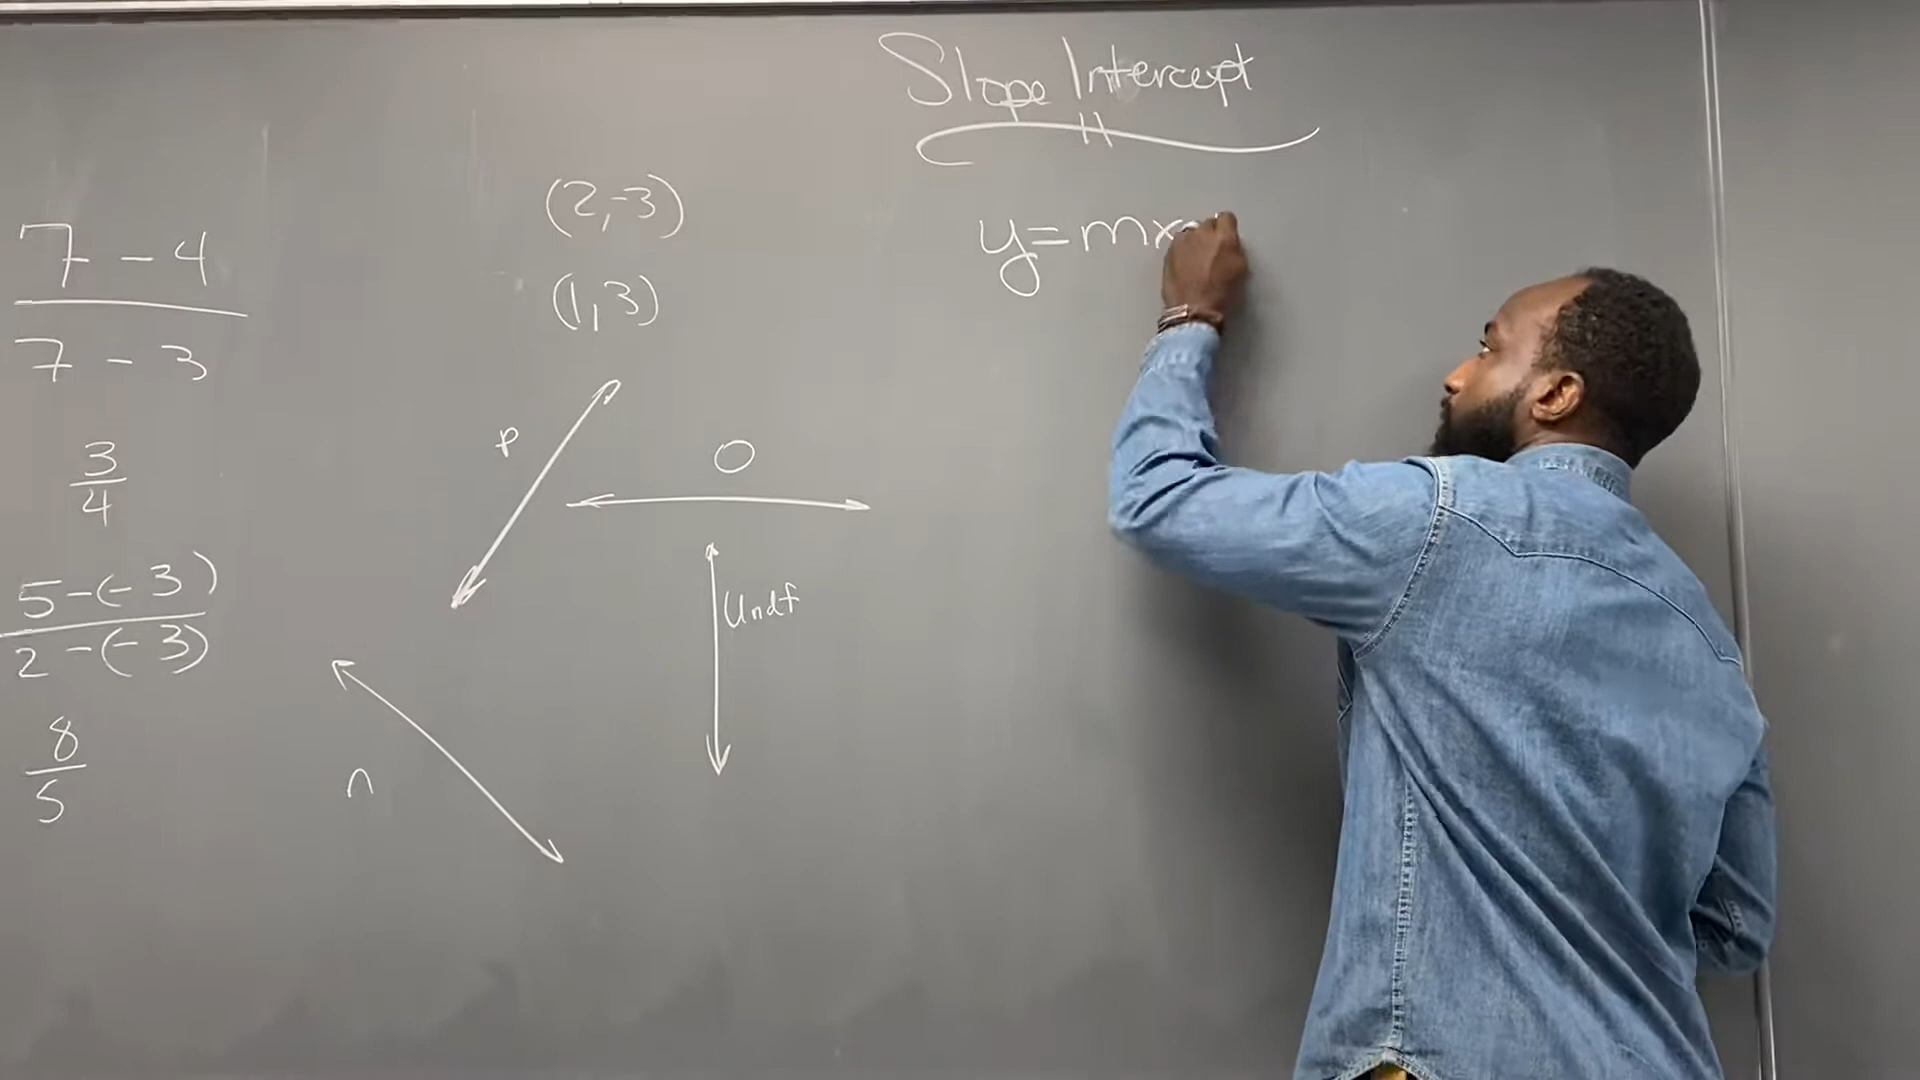 Slope Intercept
7 - 4
7 - 3
3
4
5-(-3)
2-(-3)
8
5
(2,-3)
(1,3)
P
0
Undf
n
y=mx+